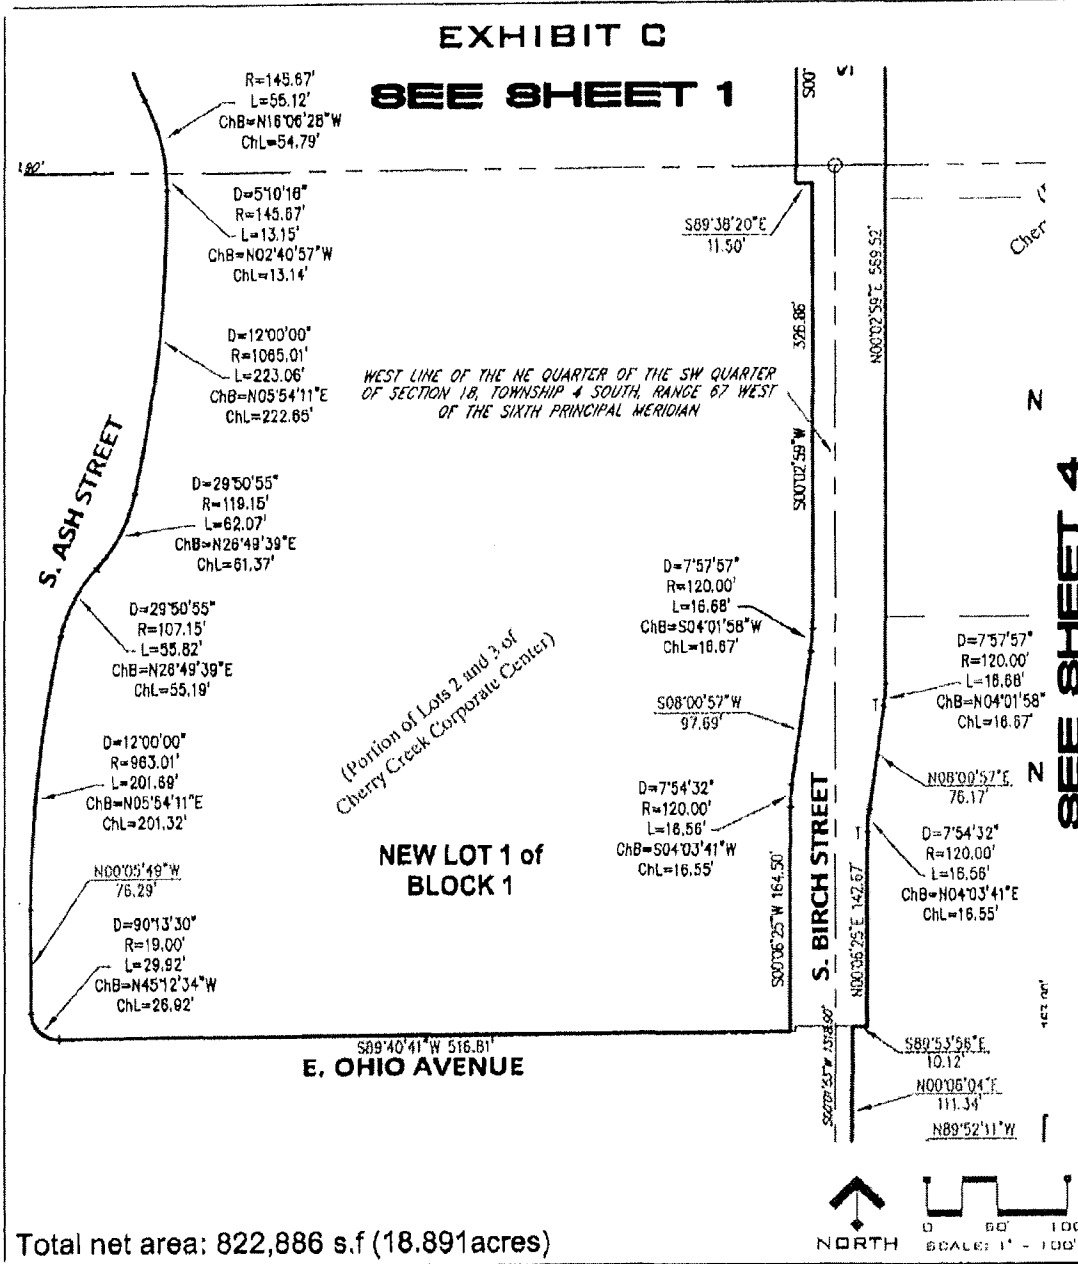 EXHIBIT C
SEE SHEET 1
R=145.67'
L=55.12'
ChB=N16°06'28"W
ChL=54.79'
D=5°10'18"
R=145.67'
L=13.15'
ChB=N02°40'57"W
ChL=13.14'
D=12°00'00"
R=1065.01'
L=223.06'
ChB=N05°54'11"E
ChL=222.65'
S. ASH STREET
D=29°50'55"
R=119.15'
L=62.07'
ChB=N26°49'39"E
ChL=61.37'
D=29°50'55"
R=107.15'
L=55.82'
ChB=N26°49'39"E
ChL=55.19'
D=12°00'00"
R=963.01'
L=201.69'
ChB=N05°54'11"E
ChL=201.32'
N00°05'49"W
76.29'
D=90°13'30"
R=19.00'
L=29.92'
ChB=N45°12'34"W
ChL=26.92'
S89°40'41"W 516.81'
E. OHIO AVENUE
WEST LINE OF THE NE QUARTER OF THE SW QUARTER
OF SECTION 18, TOWNSHIP 4 SOUTH, RANGE 67 WEST
OF THE SIXTH PRINCIPAL MERIDIAN
(Portion of Lots 2 and 3 of
Cherry Creek Corporate Center)
NEW LOT 1 of
BLOCK 1
S00°
S89°38'20"E
11.50'
326.86'
S00°02'59"W
N00°02'59"E 569.52'
D=7°57'57"
R=120.00'
L=16.68'
ChB=S04°01'58"W
ChL=16.67'
S08°00'57"W
97.69'
D=7°54'32"
R=120.00'
L=16.56'
ChB=S04°03'41"W
ChL=16.55'
S00°06'25"W 164.50'
S. BIRCH STREET
N00°06'25"E 142.67'
Cher
N
SEE SHEET 4
D=7°57'57"
R=120.00'
L=16.68'
ChB=N04°01'58"
ChL=16.67'
T
N08°00'57"E
76.17'
N
T
D=7°54'32"
R=120.00'
L=16.56'
ChB=N04°03'41"E
ChL=16.55'
S89°53'56"E
10.12'
N00°06'04"E
111.34'
N89°52'11"W
Total net area: 822,886 s.f (18.891acres)
NORTH
0 50' 100
SCALE: 1" - 100'